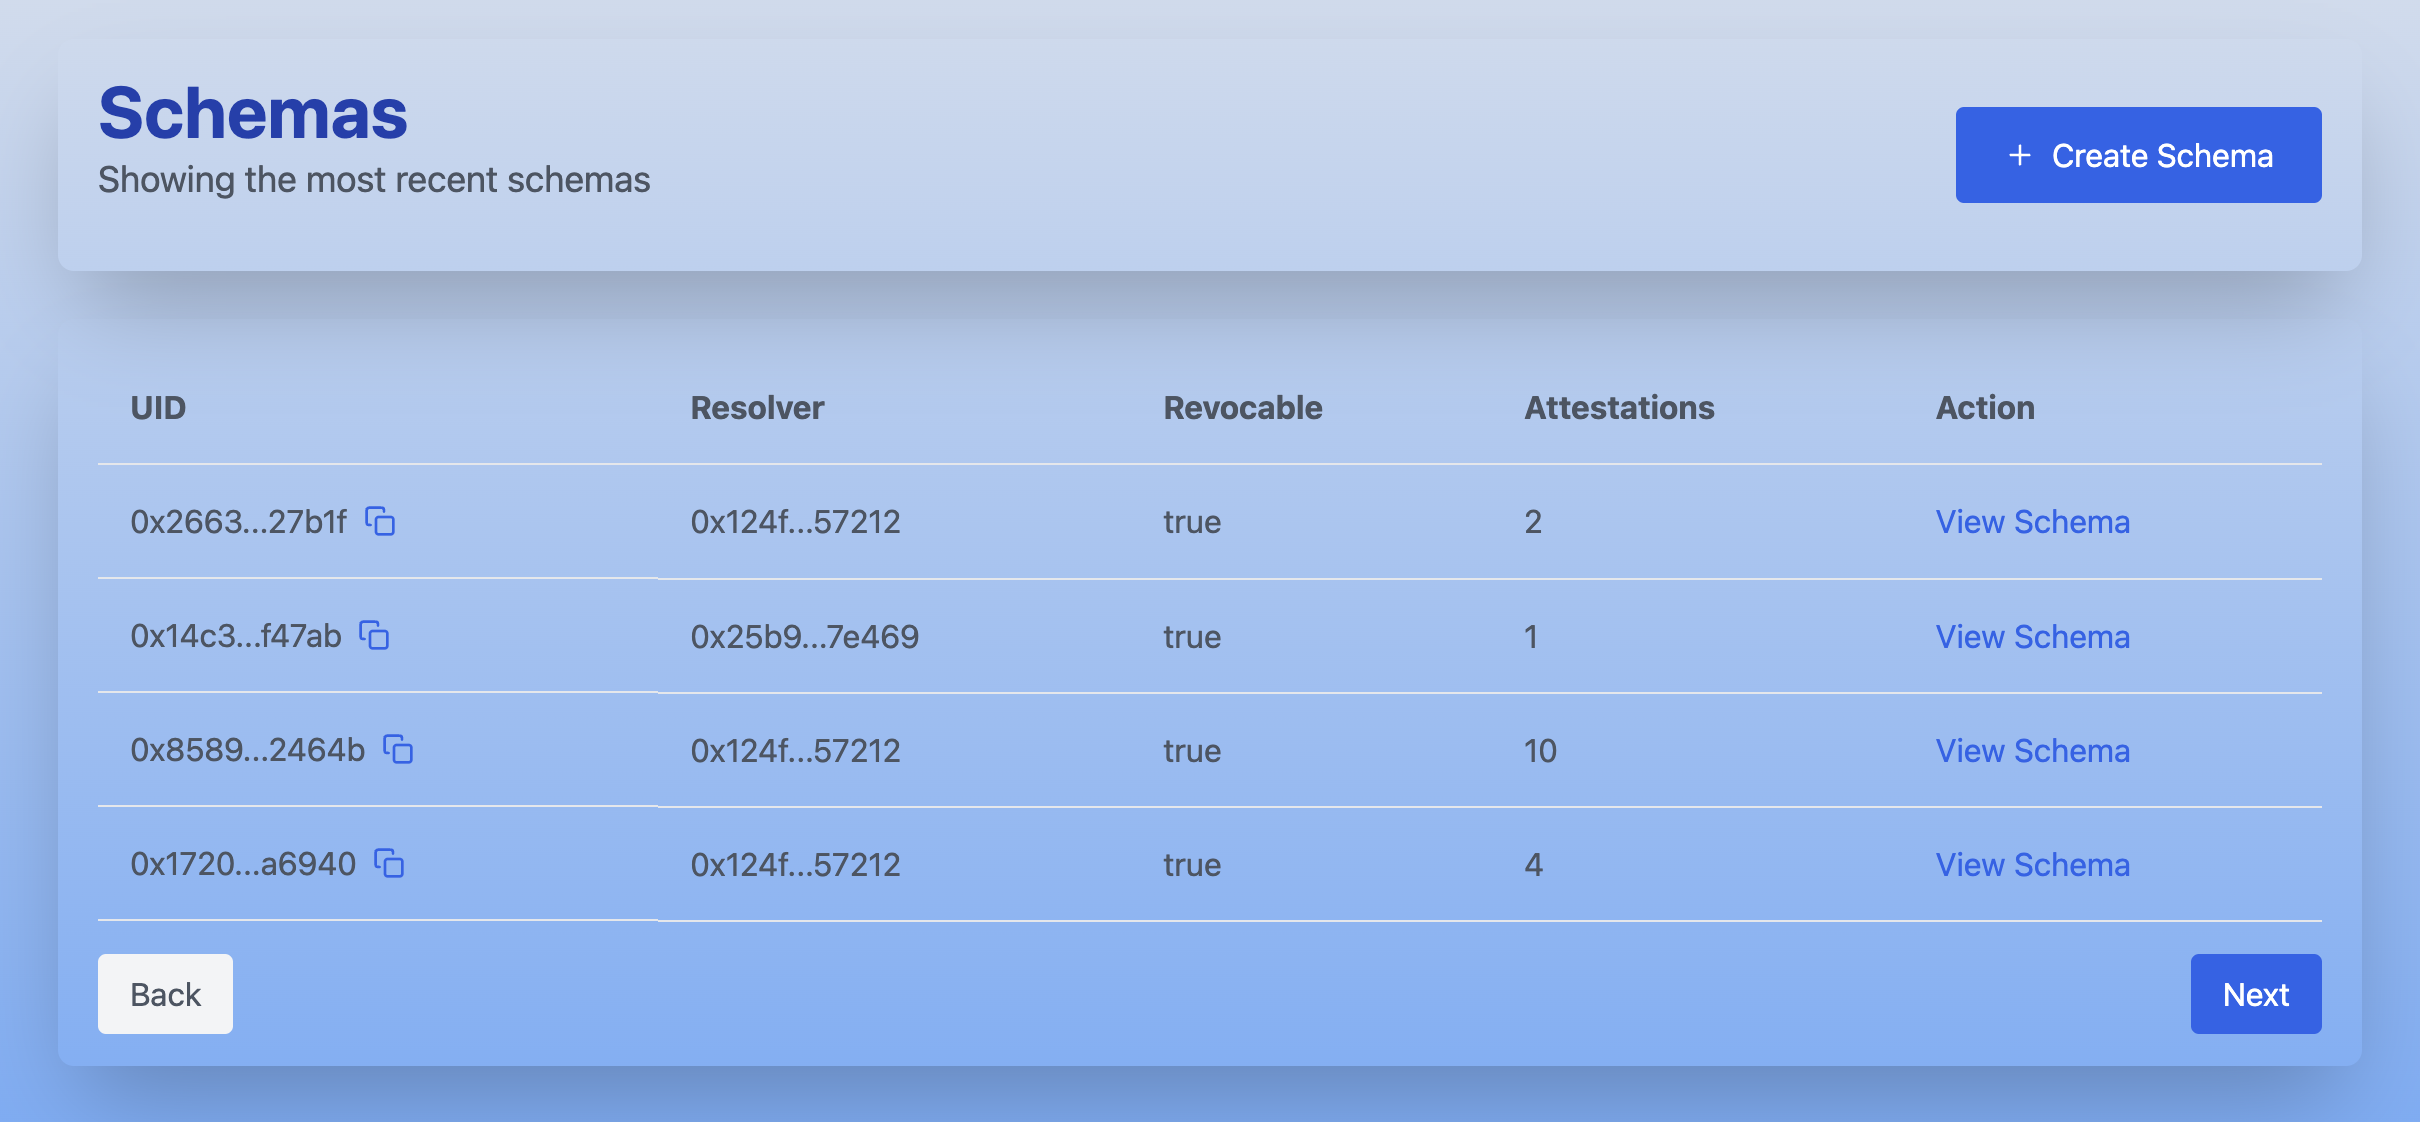 Schemas
Showing the most recent schemas
+ Create Schema
UID Resolver Revocable Attestations Action
0x2663...27b1f 0x124f...57212 true 2 View Schema
0x14c3...f47ab 0x25b9...7e469 true 1 View Schema
0x8589...2464b 0x124f...57212 true 10 View Schema
0x1720...a6940 0x124f...57212 true 4 View Schema
Back Next